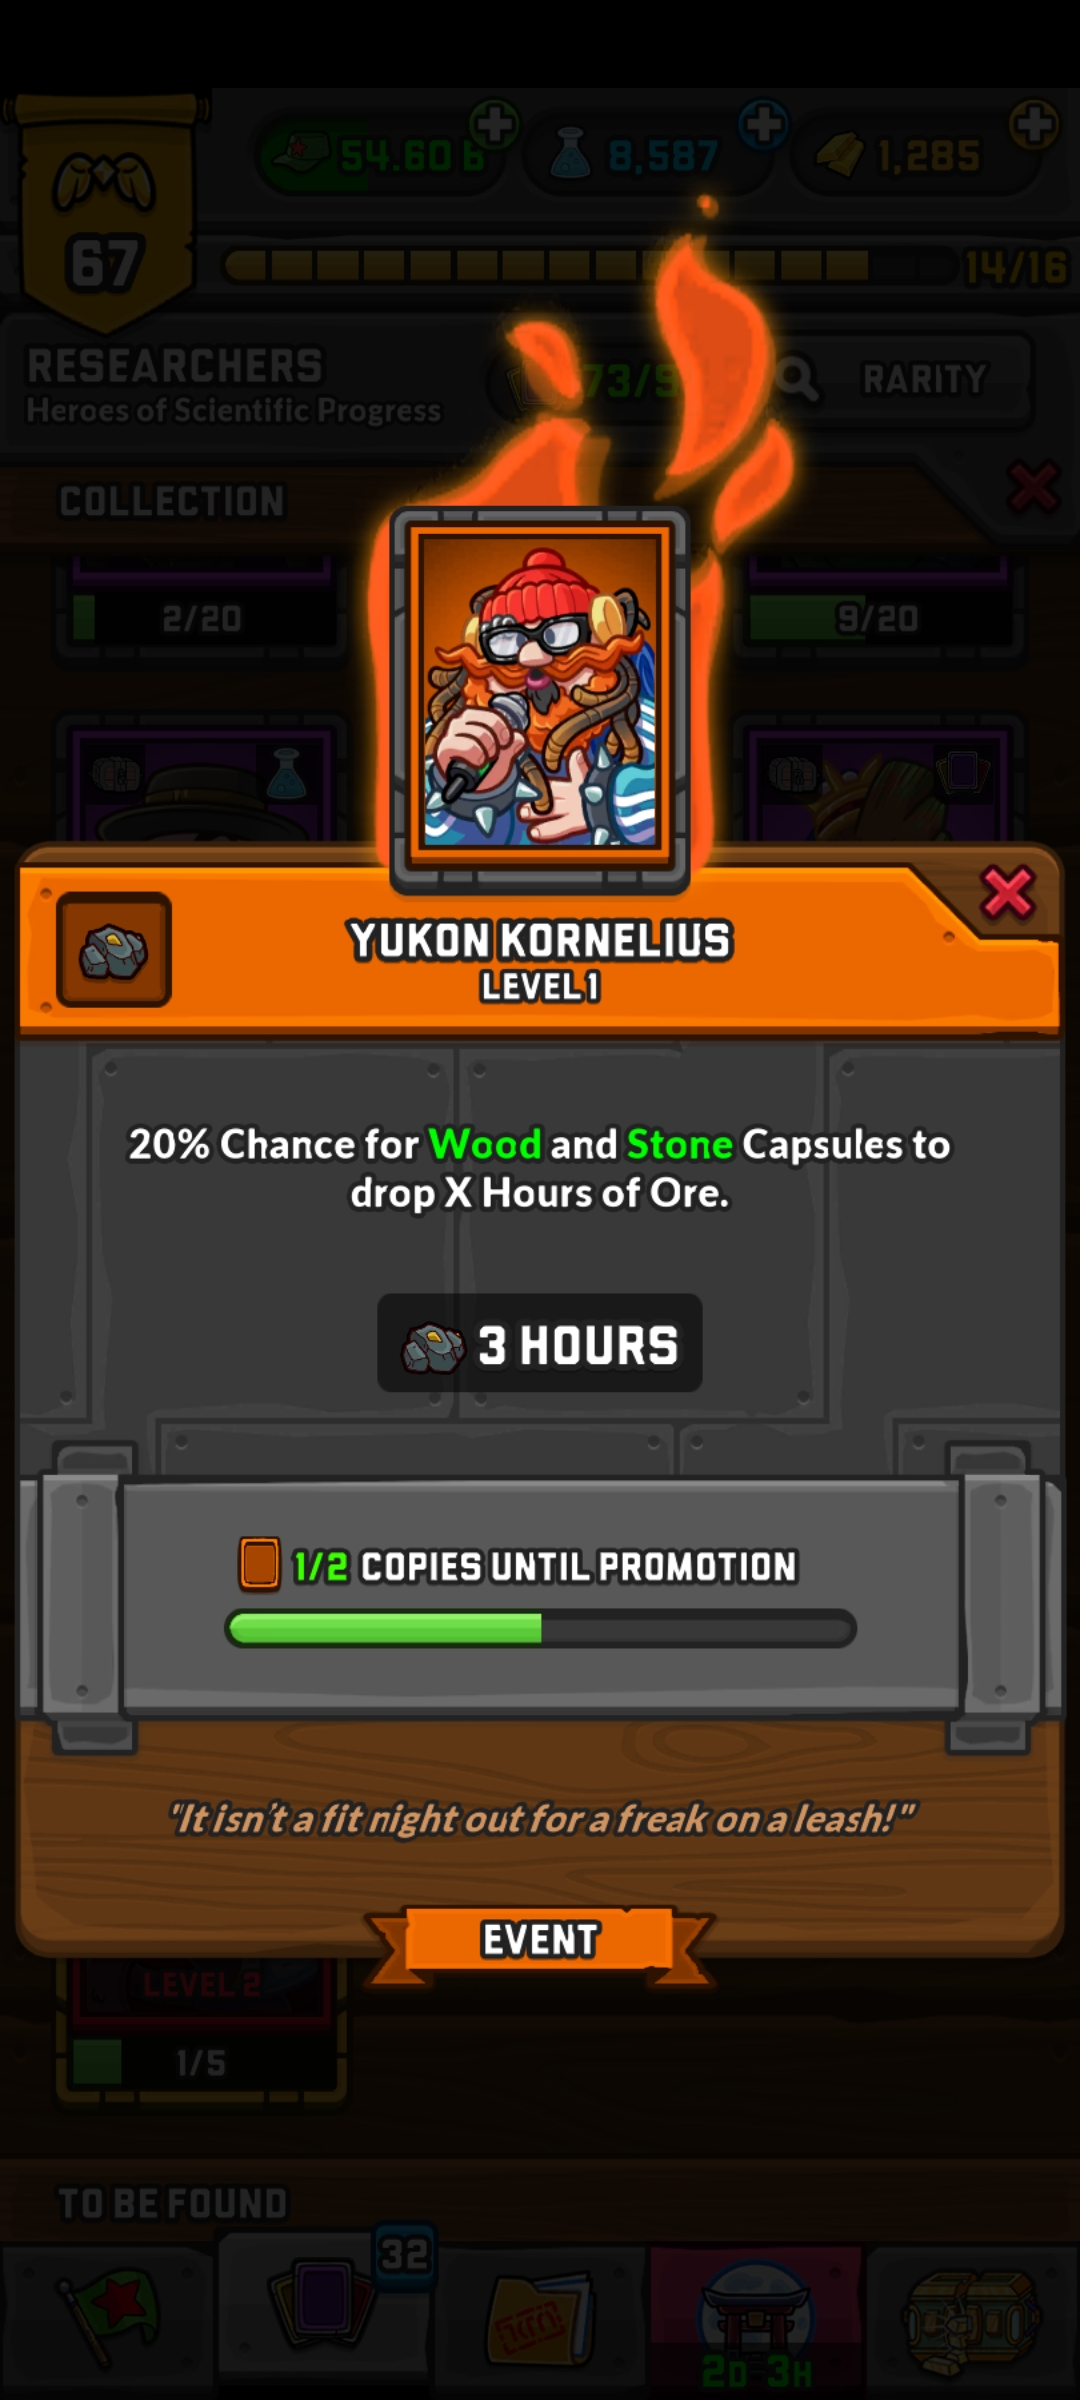 54.60 B
8,587
1,285
67
14/16
RESEARCHERS
Heroes of Scientific Progress
RARITY
COLLECTION
2/20
9/20
YUKON KORNELIUS
LEVEL 1
20% Chance for Wood and Stone Capsules to
drop X Hours of Ore.
3 HOURS
1/2 COPIES UNTIL PROMOTION
"It isn't a fit night out for a freak on a leash!"
EVENT
LEVEL 2
1/5
TO BE FOUND
32
2D 3H